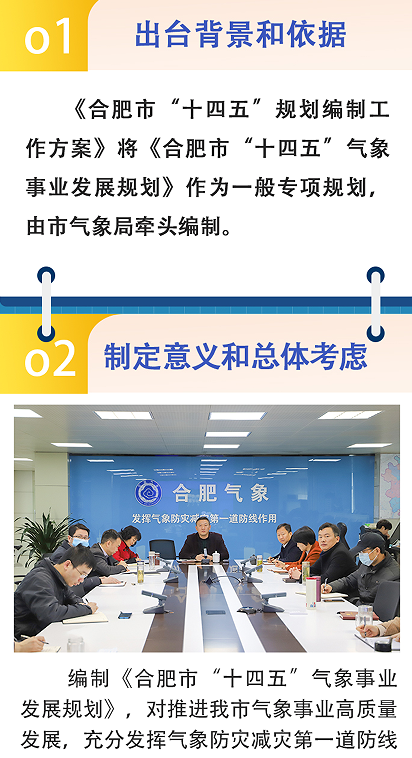 01 出台背景和依据
《合肥市“十四五”规划编制工
作方案》将《合肥市“十四五”气象
事业发展规划》作为一般专项规划，
由市气象局牵头编制。
02 制定意义和总体考虑
合肥气象
发挥气象防灾减灾第一道防线作用
编制《合肥市“十四五”气象事业
发展规划》，对推进我市气象事业高质量
发展，充分发挥气象防灾减灾第一道防线